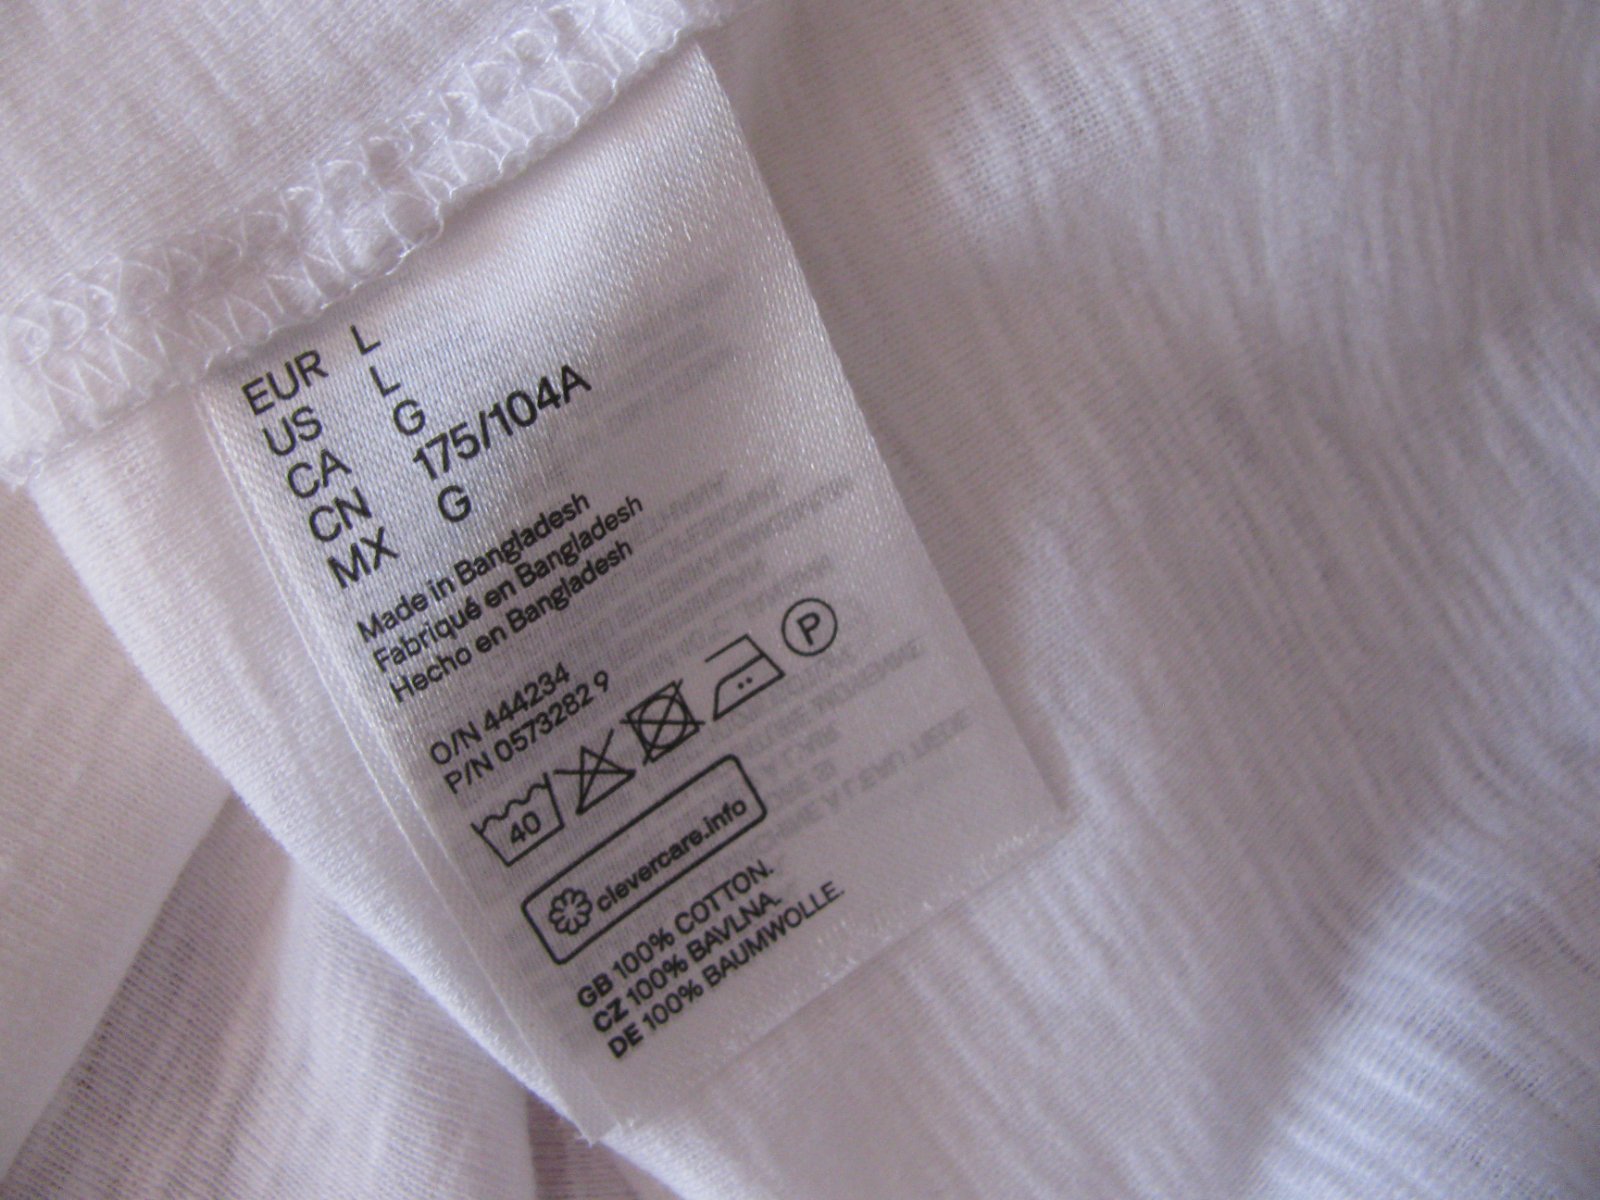 EUR L
US L
CA G
CN 175/104A
MX G
Made in Bangladesh
Fabriqué en Bangladesh
Hecho en Bangladesh
O/N 444234
P/N 0573282 9
40
P
clevercare.info
GB 100% COTTON.
CZ 100% BAVLNA.
DE 100% BAUMWOLLE.